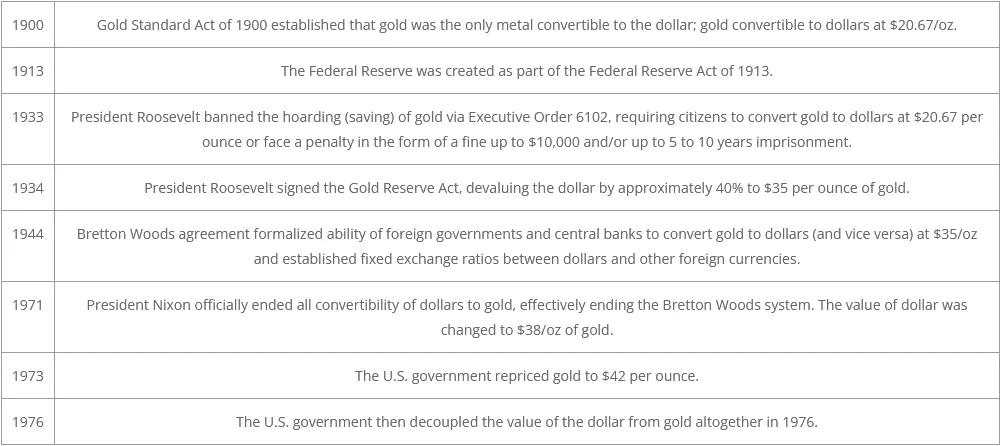 1900
Gold Standard Act of 1900 established that gold was the only metal convertible to the dollar; gold convertible to dollars at $20.67/oz.
1913
The Federal Reserve was created as part of the Federal Reserve Act of 1913.
1933
President Roosevelt banned the hoarding (saving) of gold via Executive Order 6102, requiring citizens to convert gold to dollars at $20.67 per
ounce or face a penalty in the form of a fine up to $10,000 and/or up to 5 to 10 years imprisonment.
1934
President Roosevelt signed the Gold Reserve Act, devaluing the dollar by approximately 40% to $35 per ounce of gold.
1944
Bretton Woods agreement formalized ability of foreign governments and central banks to convert gold to dollars (and vice versa) at $35/oz
and established fixed exchange ratios between dollars and other foreign currencies.
1971
President Nixon officially ended all convertibility of dollars to gold, effectively ending the Bretton Woods system. The value of dollar was
changed to $38/oz of gold.
1973
The U.S. government repriced gold to $42 per ounce.
1976
The U.S. government then decoupled the value of the dollar from gold altogether in 1976.